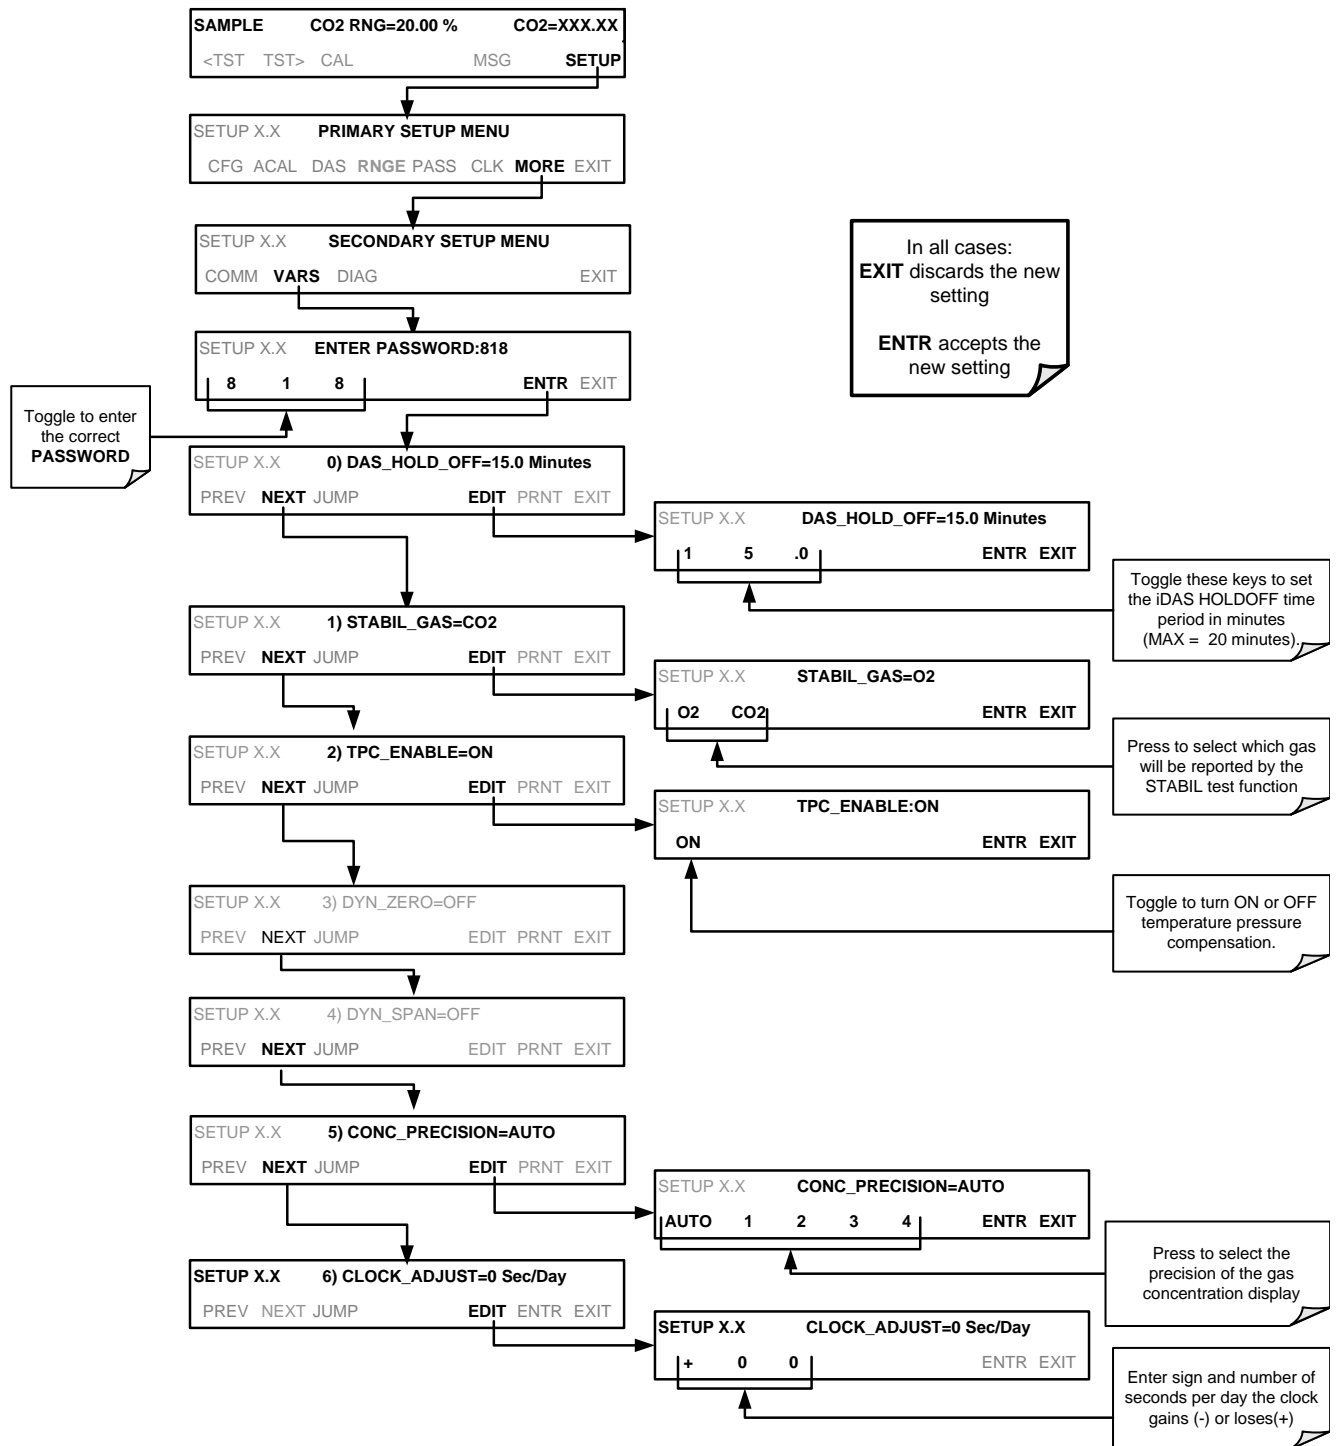 SAMPLE CO2 RNG=20.00 % CO2=XXX.XX
<TST TST> CAL MSG SETUP
SETUP X.X PRIMARY SETUP MENU
CFG ACAL DAS RNGE PASS CLK MORE EXIT
SETUP X.X SECONDARY SETUP MENU
COMM VARS DIAG EXIT
In all cases:
EXIT discards the new
setting
ENTR accepts the
new setting
SETUP X.X ENTER PASSWORD:818
8 1 8 ENTR EXIT
Toggle to enter
the correct
PASSWORD
SETUP X.X 0) DAS_HOLD_OFF=15.0 Minutes
PREV NEXT JUMP EDIT PRNT EXIT
SETUP X.X DAS_HOLD_OFF=15.0 Minutes
1 5 .0 ENTR EXIT
Toggle these keys to set
the iDAS HOLDOFF time
period in minutes
(MAX = 20 minutes).
SETUP X.X 1) STABIL_GAS=CO2
PREV NEXT JUMP EDIT PRNT EXIT
SETUP X.X STABIL_GAS=O2
O2 CO2 ENTR EXIT
Press to select which gas
will be reported by the
STABIL test function
SETUP X.X 2) TPC_ENABLE=ON
PREV NEXT JUMP EDIT PRNT EXIT
SETUP X.X TPC_ENABLE:ON
ON ENTR EXIT
Toggle to turn ON or OFF
temperature pressure
compensation.
SETUP X.X 3) DYN_ZERO=OFF
PREV NEXT JUMP EDIT PRNT EXIT
SETUP X.X 4) DYN_SPAN=OFF
PREV NEXT JUMP EDIT PRNT EXIT
SETUP X.X 5) CONC_PRECISION=AUTO
PREV NEXT JUMP EDIT PRNT EXIT
SETUP X.X CONC_PRECISION=AUTO
AUTO 1 2 3 4 ENTR EXIT
Press to select the
precision of the gas
concentration display
SETUP X.X 6) CLOCK_ADJUST=0 Sec/Day
PREV NEXT JUMP EDIT ENTR EXIT
SETUP X.X CLOCK_ADJUST=0 Sec/Day
+ 0 0 ENTR EXIT
Enter sign and number of
seconds per day the clock
gains (-) or loses(+)